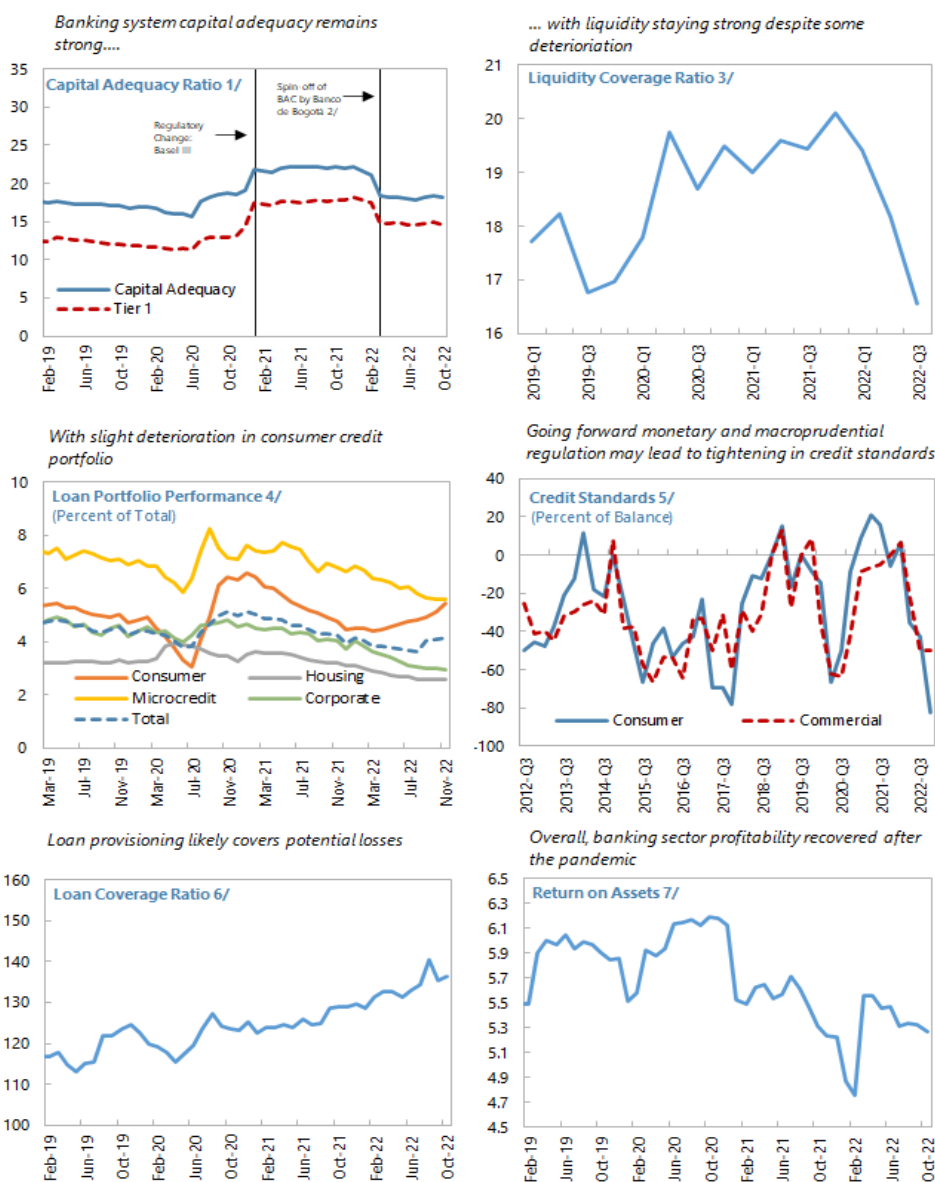 Banking system capital adequacy remains
strong....
35
30
25
20
15
10
5
0
Capital Adequacy Ratio 1/
Regulatory
Change:
Basel III
Spin-off of
BAC by Banco
de Bogotá 2/
Capital Adequacy
Tier 1
Feb-19
Jun-19
Oct-19
Feb-20
Jun-20
Oct-20
Feb-21
Jun-21
Oct-21
Feb-22
Jun-22
Oct-22
... with liquidity staying strong despite some
deterioriation
21
20
19
18
17
16
Liquidity Coverage Ratio 3/
2019-Q1
2019-Q3
2020-Q1
2020-Q3
2021-Q1
2021-Q3
2022-Q1
2022-Q3
With slight deterioration in consumer credit
portfolio
10
8
6
4
2
0
Loan Portfolio Performance 4/
(Percent of Total)
Consumer
Housing
Microcredit
Corporate
Total
Mar-19
Jul-19
Nov-19
Mar-20
Jul-20
Nov-20
Mar-21
Jul-21
Nov-21
Mar-22
Jul-22
Nov-22
Going forward monetary and macroprudential
regulation may lead to tightening in credit standards
40
20
0
-20
-40
-60
-80
-100
Credit Standards 5/
(Percent of Balance)
Consumer
Commercial
2012-Q3
2013-Q3
2014-Q3
2015-Q3
2016-Q3
2017-Q3
2018-Q3
2019-Q3
2020-Q3
2021-Q3
2022-Q3
Loan provisioning likely covers potential losses
160
150
140
130
120
110
100
Loan Coverage Ratio 6/
Feb-19
Jun-19
Oct-19
Feb-20
Jun-20
Oct-20
Feb-21
Jun-21
Oct-21
Feb-22
Jun-22
Oct-22
Overall, banking sector profitability recovered after
the pandemic
6.5
6.3
6.1
5.9
5.7
5.5
5.3
5.1
4.9
4.7
4.5
Return on Assets 7/
Feb-19
Jun-19
Oct-19
Feb-20
Jun-20
Oct-20
Feb-21
Jun-21
Oct-21
Feb-22
Jun-22
Oct-22